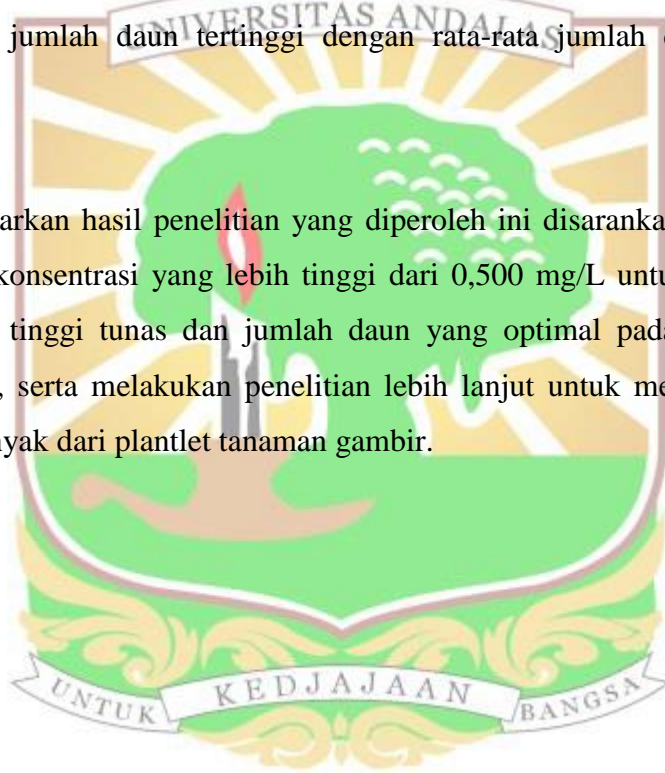 UNIVERSITAS ANDALAS
jumlah daun tertinggi dengan rata-rata jumlah
arkan hasil penelitian yang diperoleh ini disaranka
konsentrasi yang lebih tinggi dari 0,500 mg/L untu
tinggi tunas dan jumlah daun yang optimal pada
, serta melakukan penelitian lebih lanjut untuk me
nyak dari plantlet tanaman gambir.
UNTUK KEDJAJAAN BANGSA